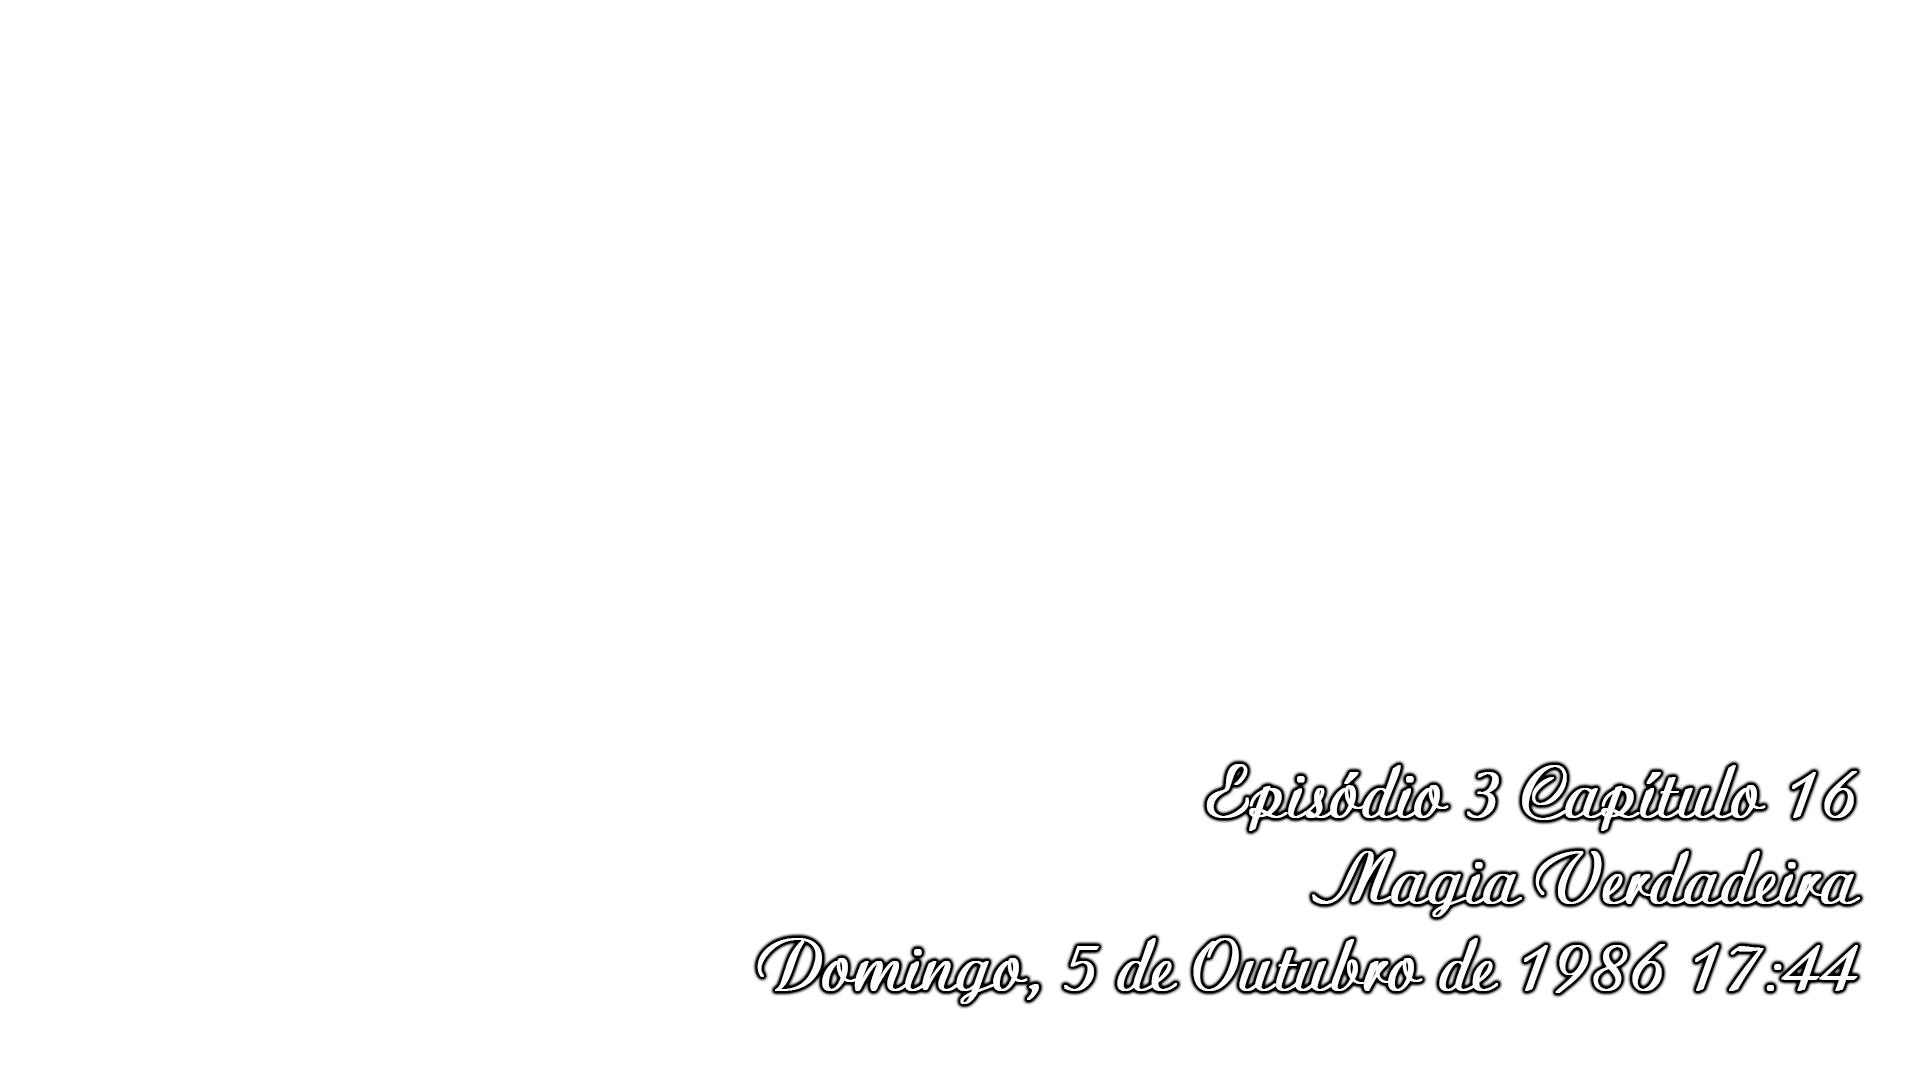 Episódio 3 Capítulo 16
Magia Verdadeira
Domingo, 5 de Outubro de 1986 17:44